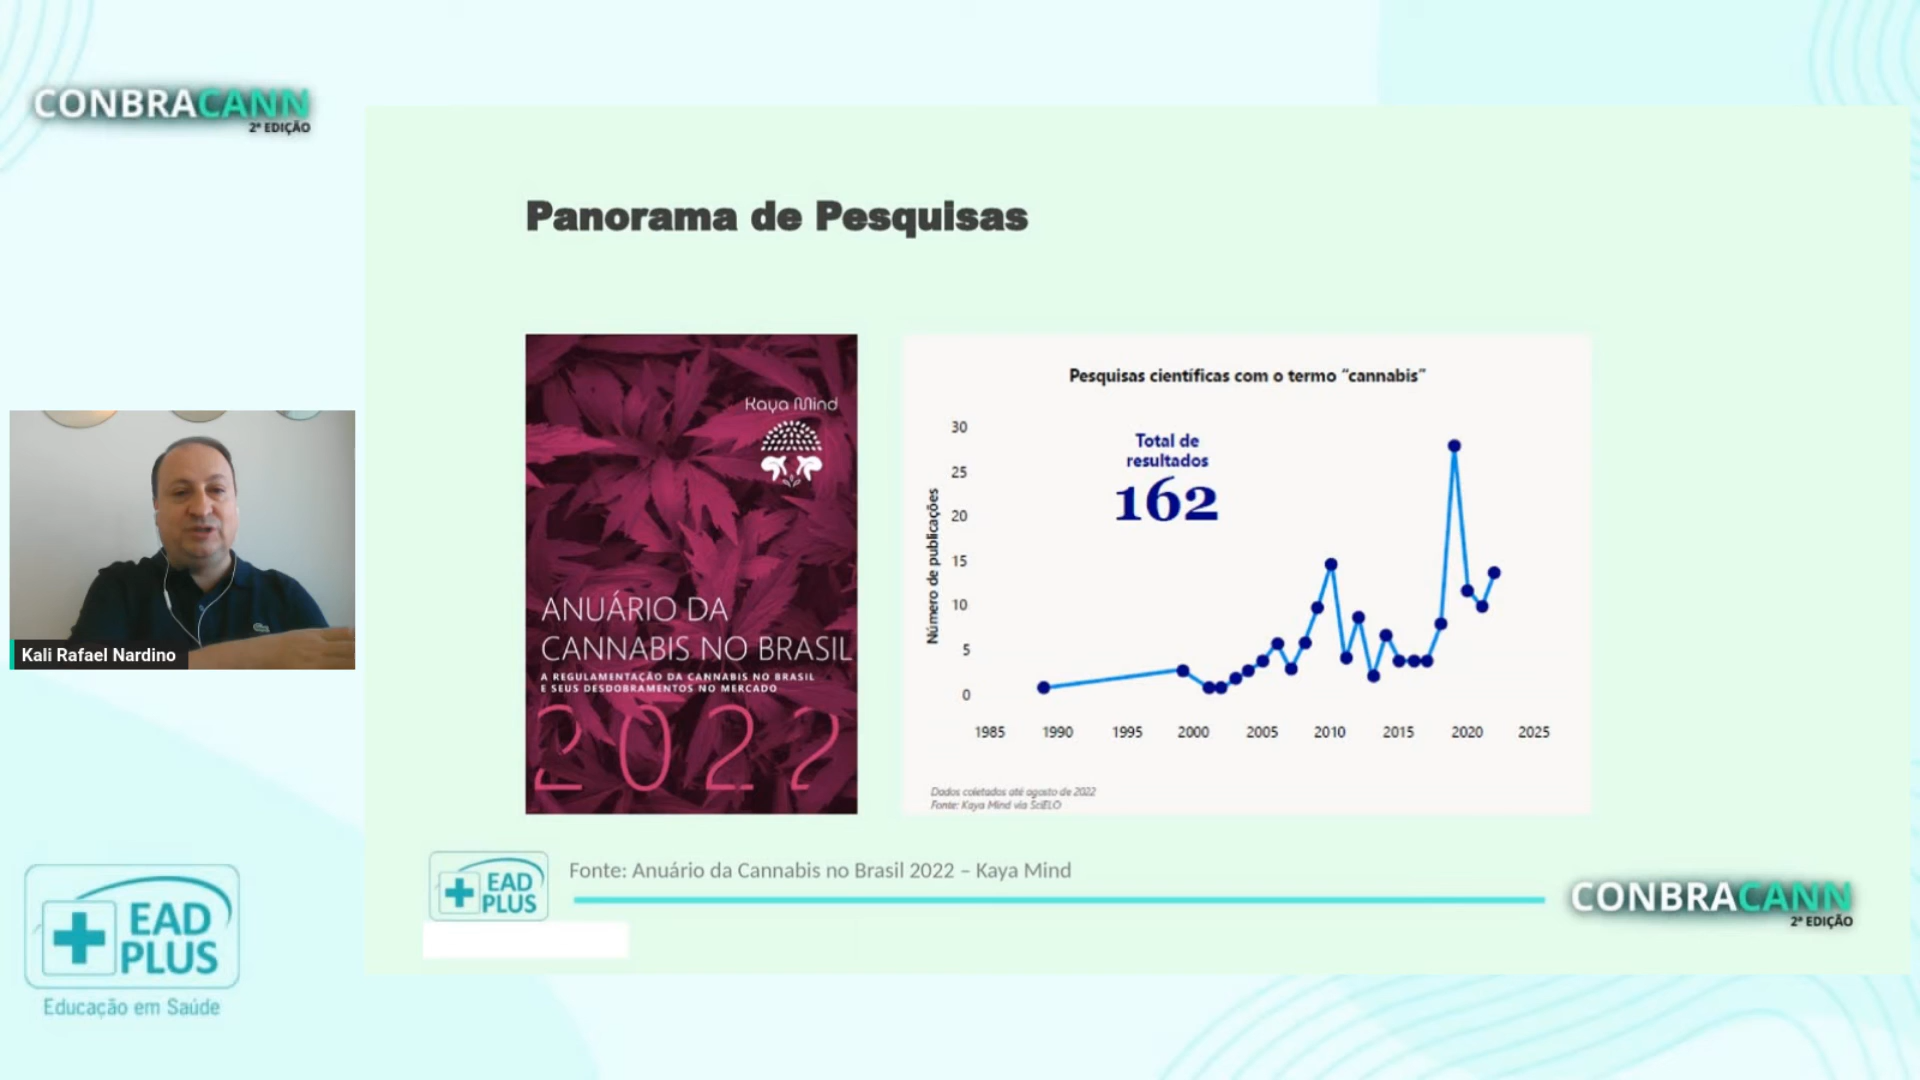 CONBRACANN
2ª EDIÇÃO
Panorama de Pesquisas
Kaya Mind
ANUÁRIO DA
CANNABIS NO BRASIL
A REGULAMENTAÇÃO DA CANNABIS NO BRASIL
E SEUS DESDOBRAMENTOS NO MERCADO
2022
Pesquisas científicas com o termo “cannabis”
Total de
resultados
162
Número de publicações
30
25
20
15
10
5
0
1985 1990 1995 2000 2005 2010 2015 2020 2025
Dados coletados até agosto de 2022
Fonte: Kaya Mind via SciELO
Kali Rafael Nardino
EAD
PLUS
Fonte: Anuário da Cannabis no Brasil 2022 – Kaya Mind
CONBRACANN
2ª EDIÇÃO
EAD
PLUS
Educação em Saúde